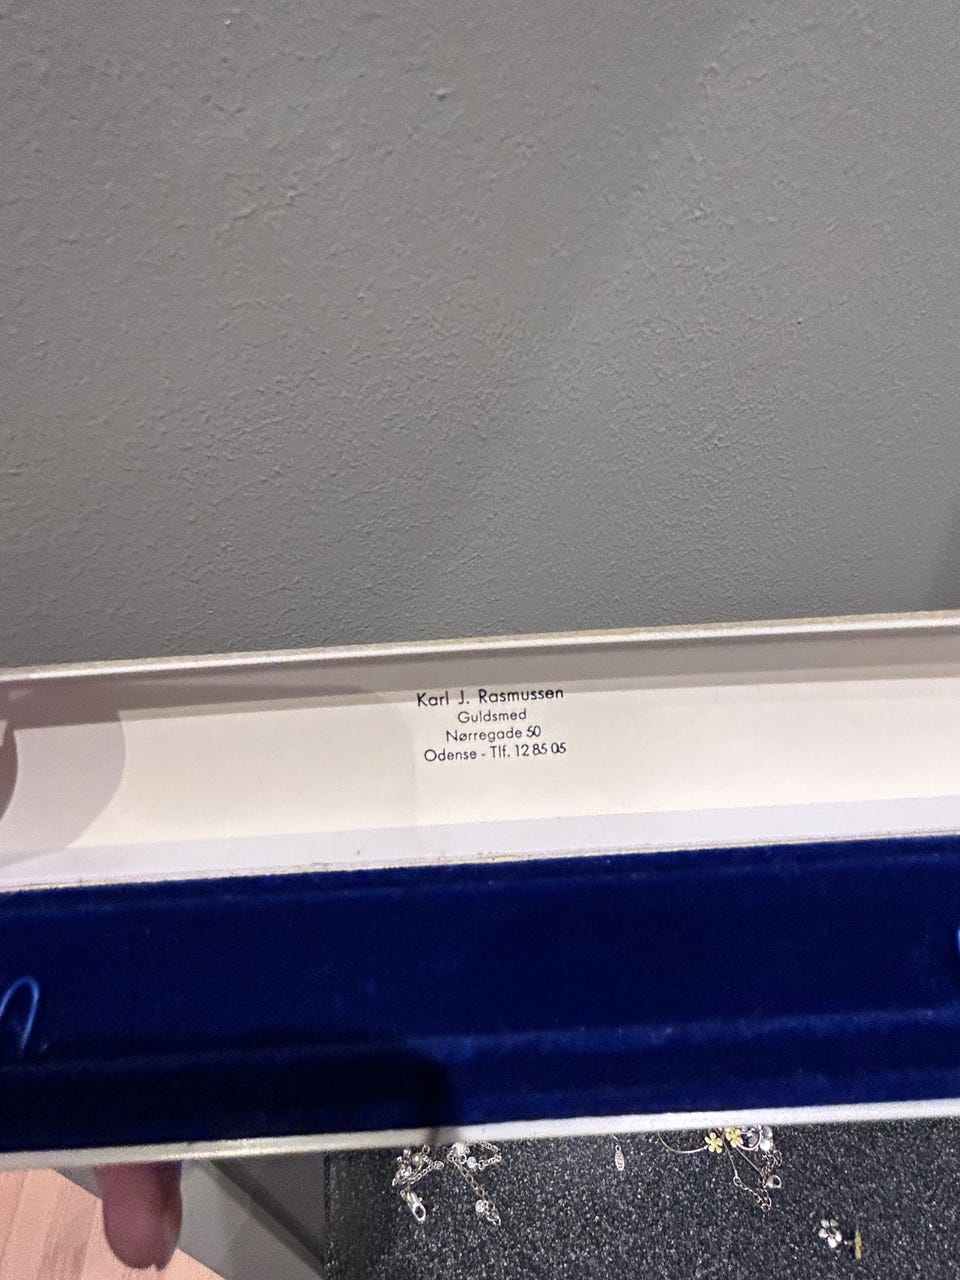 Karl J. Rasmussen
Guldsmed
Nørregade 50
Odense - Tlf. 12 85 05